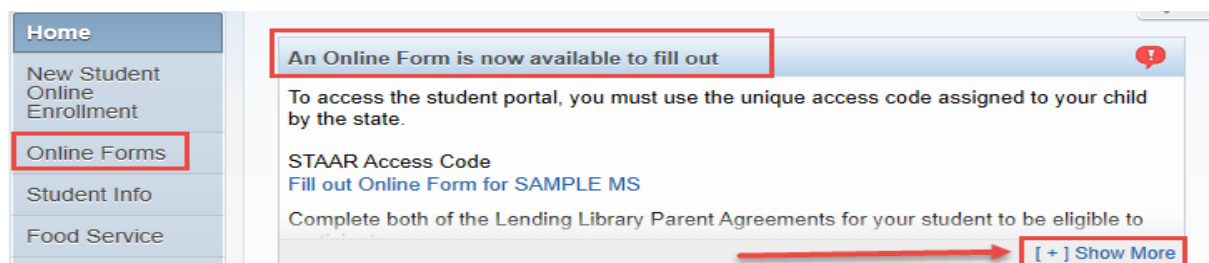 Home
New Student
Online
Enrollment
Online Forms
Student Info
Food Service
An Online Form is now available to fill out
To access the student portal, you must use the unique access code assigned to your child
by the state.
STAAR Access Code
Fill out Online Form for SAMPLE MS
Complete both of the Lending Library Parent Agreements for your student to be eligible to
[ + ] Show More